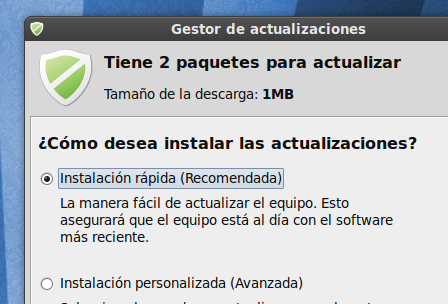 Gestor de actualizaciones
Tiene 2 paquetes para actualizar
Tamaño de la descarga: 1MB
¿Cómo desea instalar las actualizaciones?
Instalación rápida (Recomendada)
La manera fácil de actualizar el equipo. Esto
asegurará que el equipo está al día con el software
más reciente.
Instalación personalizada (Avanzada)